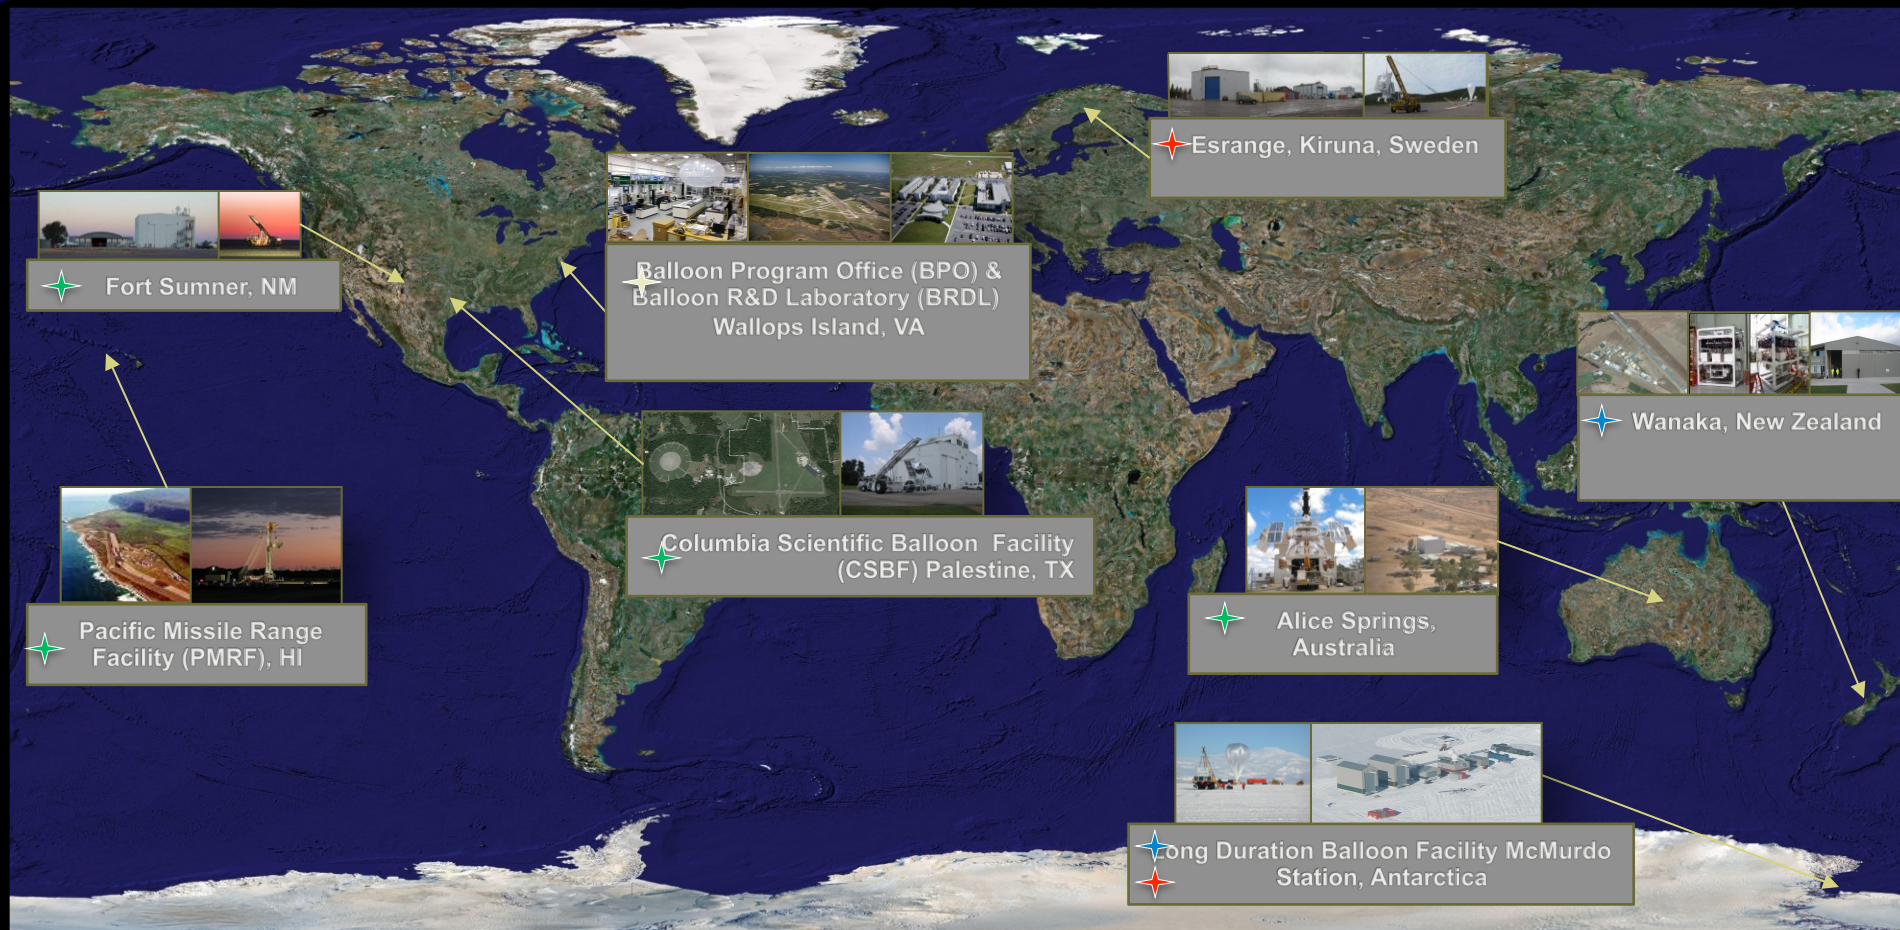 Esrange, Kiruna, Sweden
Fort Sumner, NM
Balloon Program Office (BPO) &
Balloon R&D Laboratory (BRDL)
Wallops Island, VA
Wanaka, New Zealand
Columbia Scientific Balloon Facility
(CSBF) Palestine, TX
Pacific Missile Range
Facility (PMRF), HI
Alice Springs,
Australia
Long Duration Balloon Facility McMurdo
Station, Antarctica